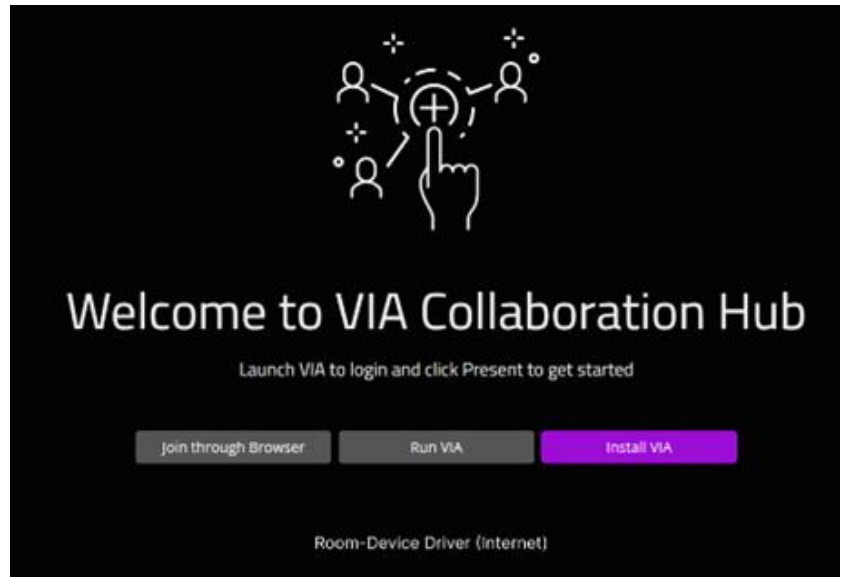 Welcome to VIA Collaboration Hub
Launch VIA to login and click Present to get started
Join through Browser
Run VIA
Install VIA
Room-Device Driver (Internet)